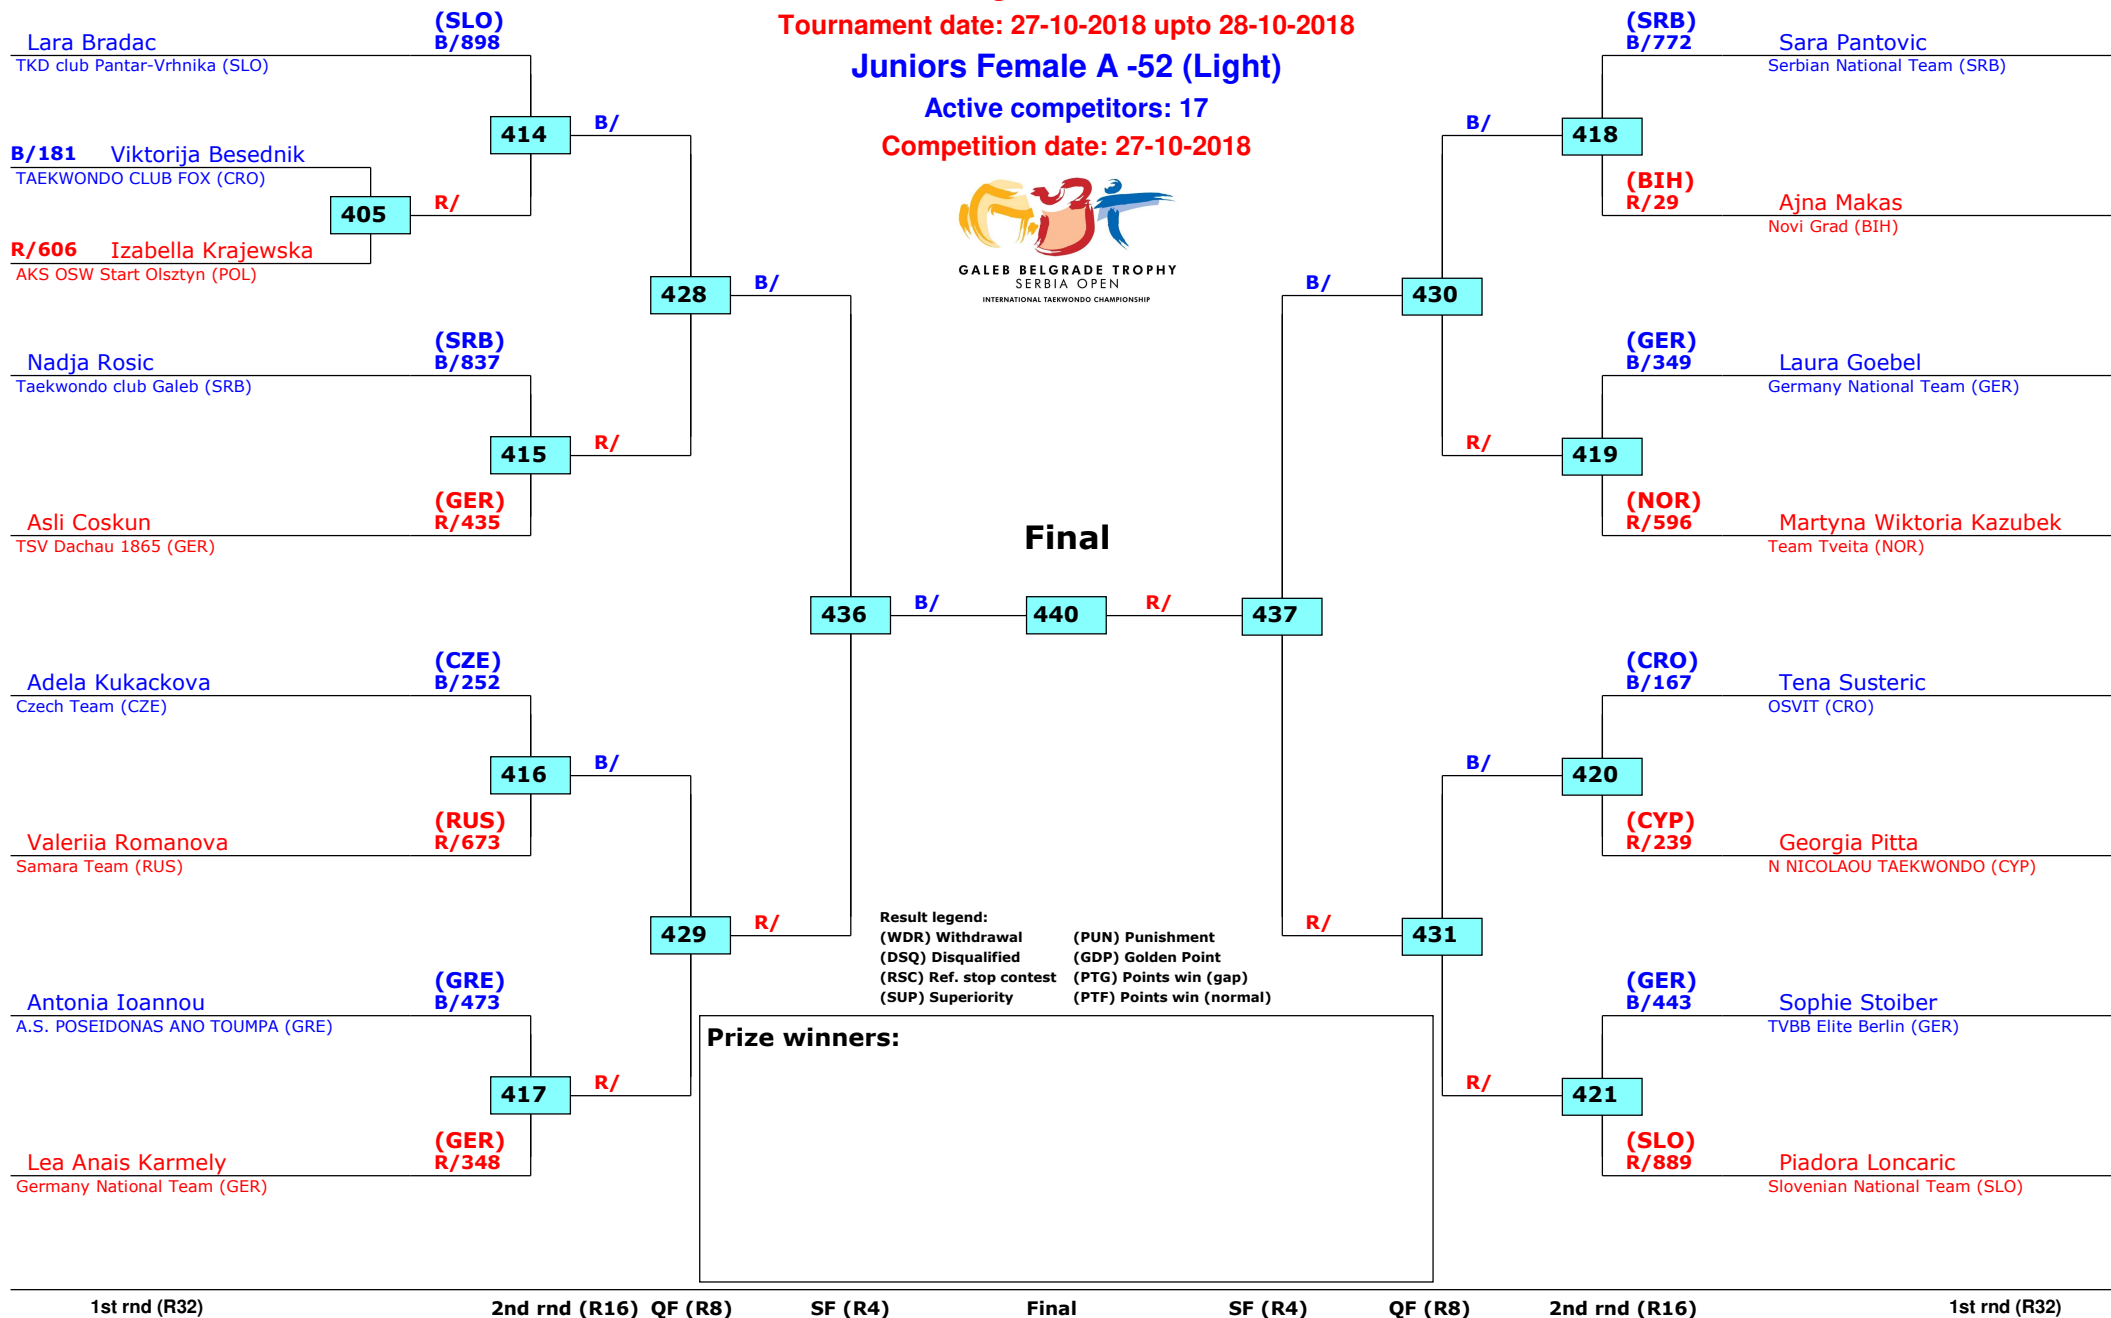 Tournament date: 27-10-2018 upto 28-10-2018
Juniors Female A -52 (Light)
Active competitors: 17
Competition date: 27-10-2018
GALEB BELGRADE TROPHY
SERBIA OPEN
INTERNATIONAL TAEKWONDO CHAMPIONSHIP
(SLO)
Lara Bradac B/898
TKD club Pantar-Vrhnika (SLO)
414 B/
B/181 Viktorija Besednik
TAEKWONDO CLUB FOX (CRO)
405 R/
R/606 Izabella Krajewska
AKS OSW Start Olsztyn (POL)
428 B/
(SRB)
Nadja Rosic B/837
Taekwondo club Galeb (SRB)
415 R/
(GER)
Asli Coskun R/435
TSV Dachau 1865 (GER)
436 B/
(CZE)
Adela Kukackova B/252
Czech Team (CZE)
416 B/
(RUS)
Valeriia Romanova R/673
Samara Team (RUS)
429 R/
(GRE)
Antonia Ioannou B/473
A.S. POSEIDONAS ANO TOUMPA (GRE)
417 R/
(GER)
Lea Anais Karmely R/348
Germany National Team (GER)
Final
440
(SRB)
B/772 Sara Pantovic
Serbian National Team (SRB)
B/ 418
(BIH)
R/29 Ajna Makas
Novi Grad (BIH)
B/ 430
(GER)
B/349 Laura Goebel
Germany National Team (GER)
R/ 419
(NOR)
R/596 Martyna Wiktoria Kazubek
Team Tveita (NOR)
R/ 437
(CRO)
B/167 Tena Susteric
OSVIT (CRO)
B/ 420
(CYP)
R/239 Georgia Pitta
N NICOLAOU TAEKWONDO (CYP)
R/ 431
(GER)
B/443 Sophie Stoiber
TVBB Elite Berlin (GER)
R/ 421
(SLO)
R/889 Piadora Loncaric
Slovenian National Team (SLO)
Result legend:
(WDR) Withdrawal (PUN) Punishment
(DSQ) Disqualified (GDP) Golden Point
(RSC) Ref. stop contest (PTG) Points win (gap)
(SUP) Superiority (PTF) Points win (normal)
Prize winners:
1st rnd (R32) 2nd rnd (R16) QF (R8) SF (R4) Final SF (R4) QF (R8) 2nd rnd (R16) 1st rnd (R32)